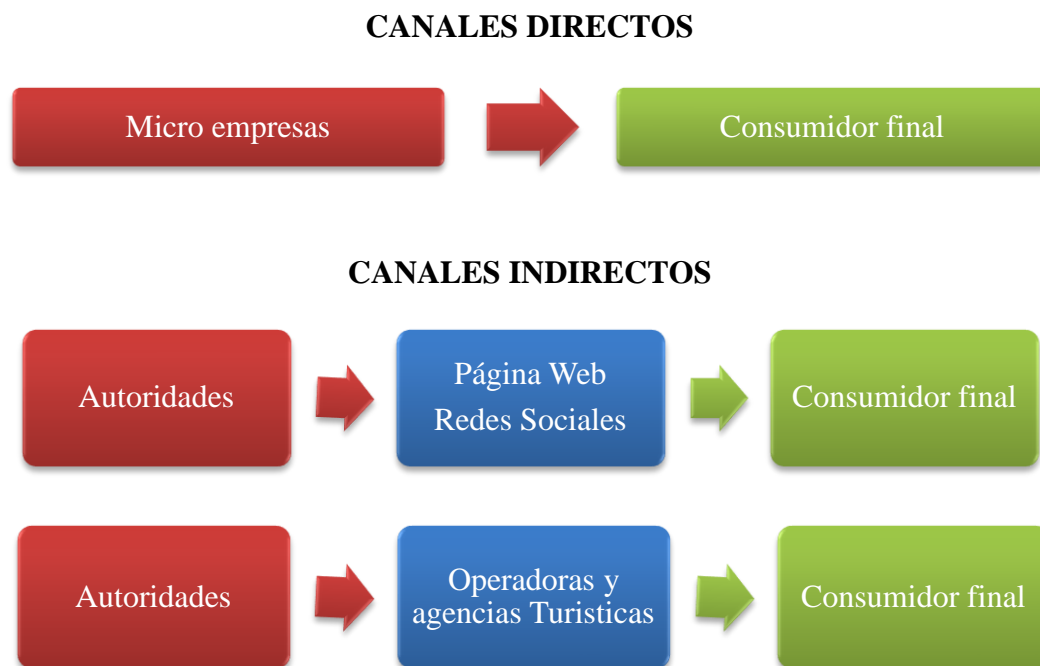 CANALES DIRECTOS
Micro empresas
Consumidor final
CANALES INDIRECTOS
Autoridades
Página Web
Redes Sociales
Consumidor final
Autoridades
Operadoras y
agencias Turisticas
Consumidor final